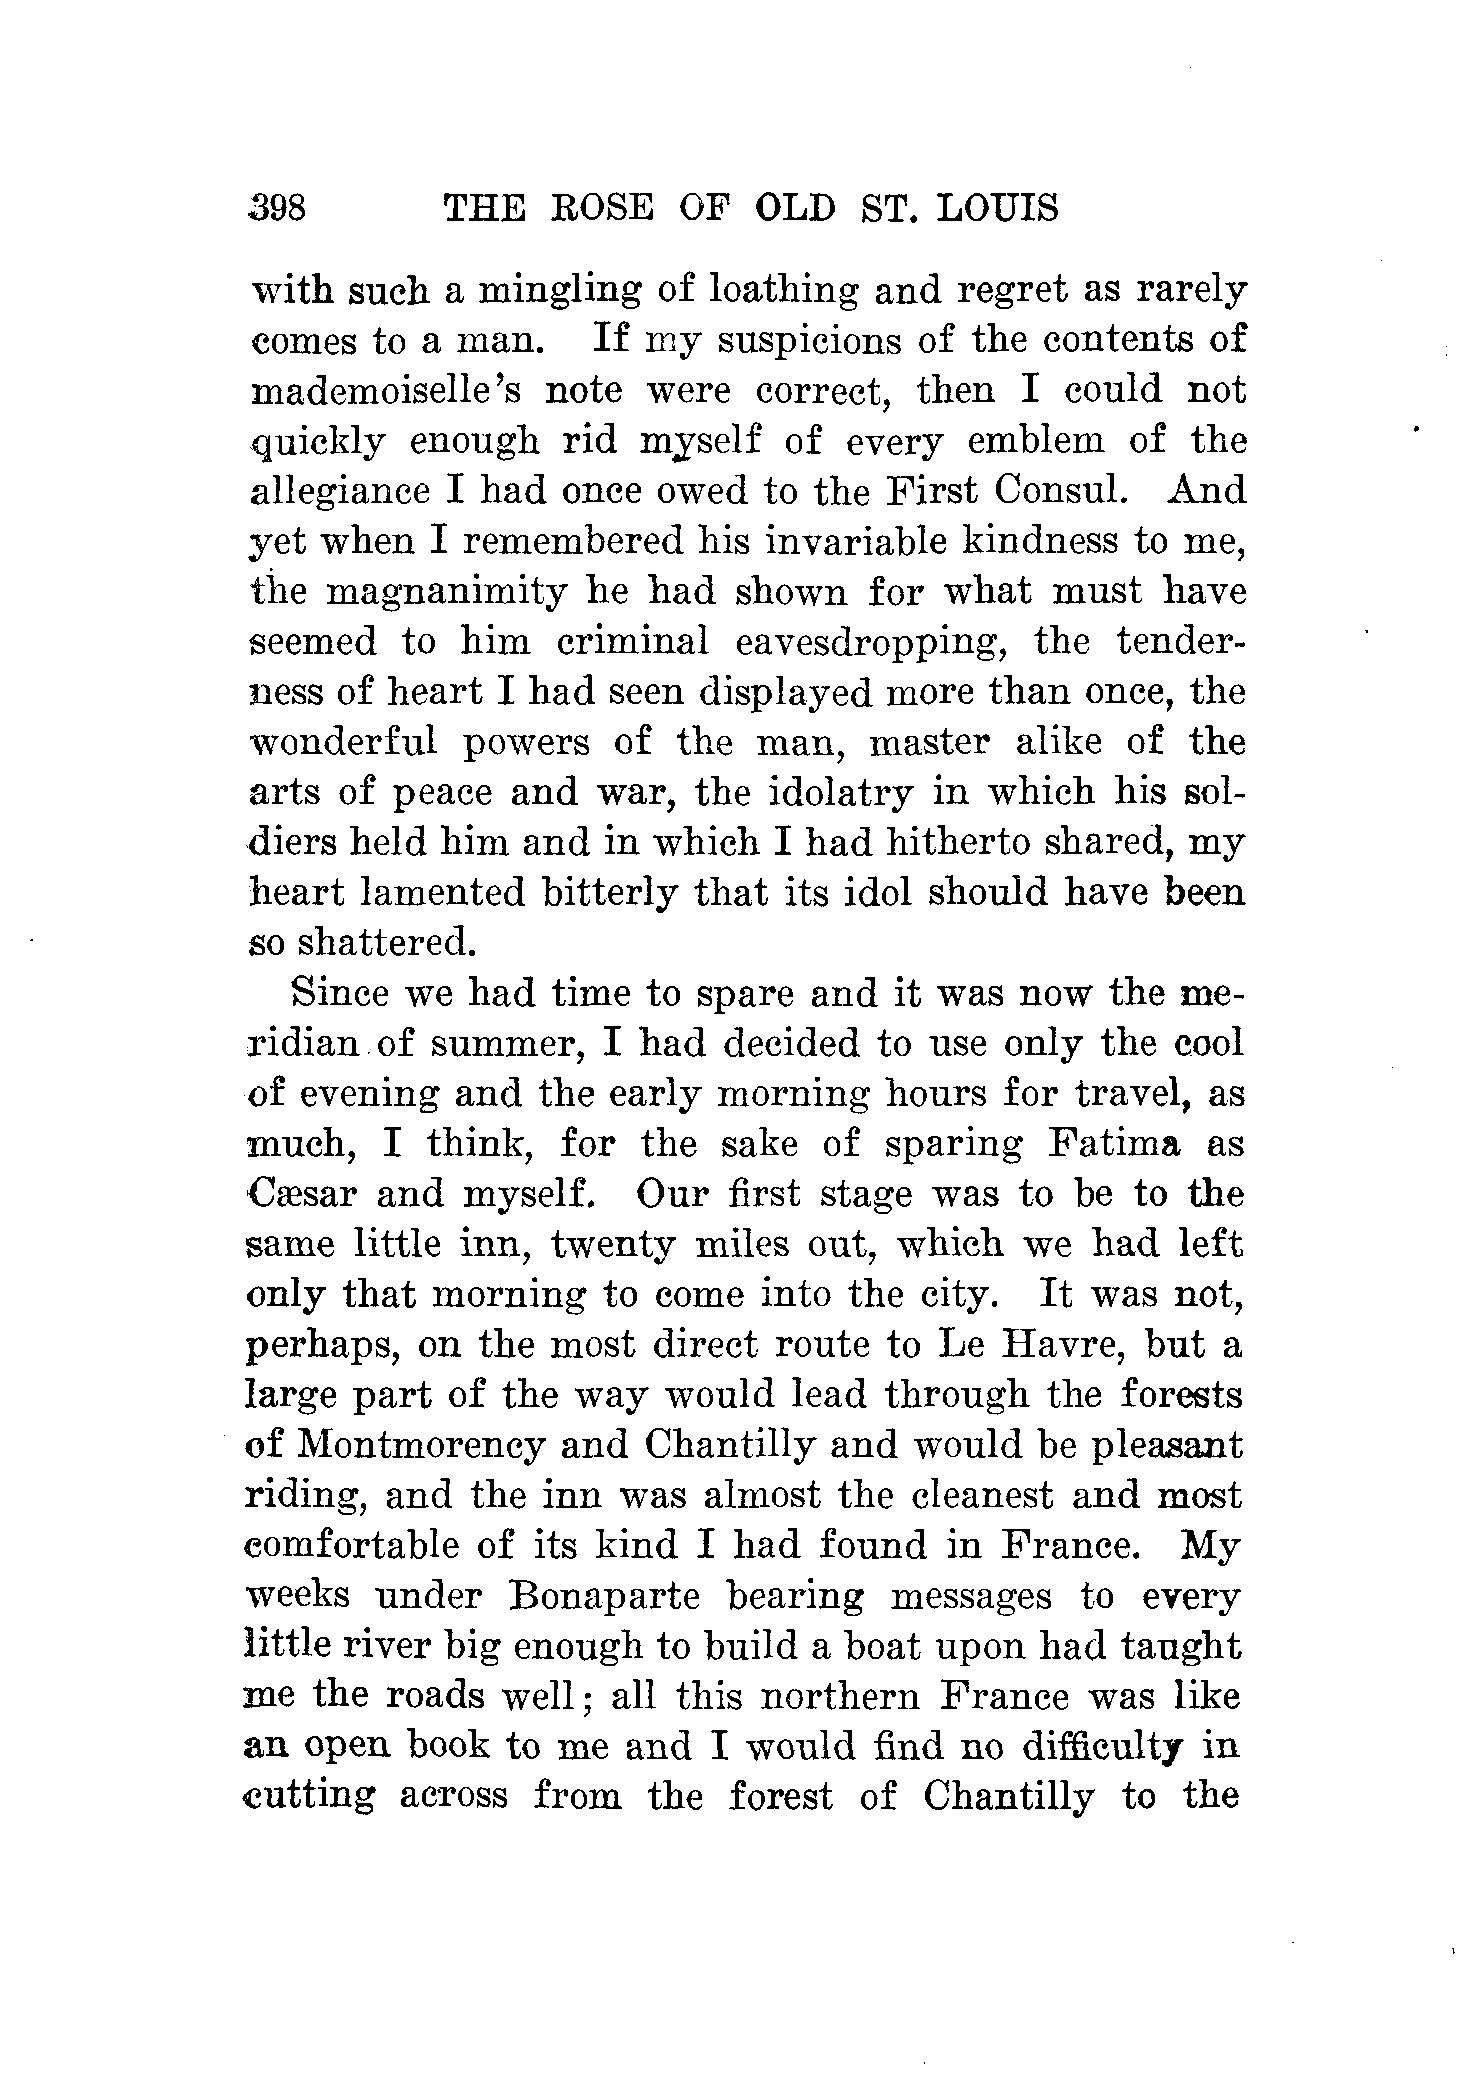 398 THE ROSE OF OLD ST. LOUIS
with such a mingling of loathing and regret as rarely
comes to a man. If my suspicions of the contents of
mademoiselle's note were correct, then I could not
quickly enough rid myself of every emblem of the
allegiance I had once owed to the First Consul. And
yet when I remembered his invariable kindness to me,
the magnanimity he had shown for what must have
seemed to him criminal eavesdropping, the tender-
ness of heart I had seen displayed more than once, the
wonderful powers of the man, master alike of the
arts of peace and war, the idolatry in which his sol-
diers held him and in which I had hitherto shared, my
heart lamented bitterly that its idol should have been
so shattered.
Since we had time to spare and it was now the me-
ridian of summer, I had decided to use only the cool
of evening and the early morning hours for travel, as
much, I think, for the sake of sparing Fatima as
Cæsar and myself. Our first stage was to be to the
same little inn, twenty miles out, which we had left
only that morning to come into the city. It was not,
perhaps, on the most direct route to Le Havre, but a
large part of the way would lead through the forests
of Montmorency and Chantilly and would be pleasant
riding, and the inn was almost the cleanest and most
comfortable of its kind I had found in France. My
weeks under Bonaparte bearing messages to every
little river big enough to build a boat upon had taught
me the roads well; all this northern France was like
an open book to me and I would find no difficulty in
cutting across from the forest of Chantilly to the